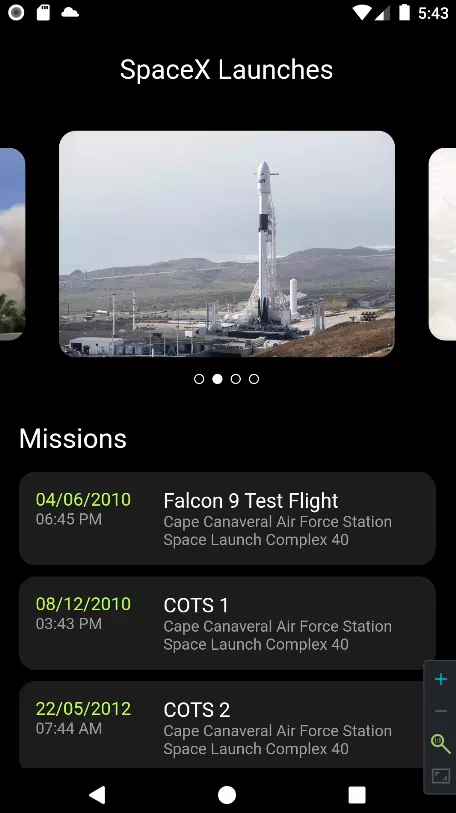 5:43
SpaceX Launches
Missions
04/06/2010
06:45 PM
Falcon 9 Test Flight
Cape Canaveral Air Force Station
Space Launch Complex 40
08/12/2010
03:43 PM
COTS 1
Cape Canaveral Air Force Station
Space Launch Complex 40
22/05/2012
07:44 AM
COTS 2
Cape Canaveral Air Force Station
Space Launch Complex 40